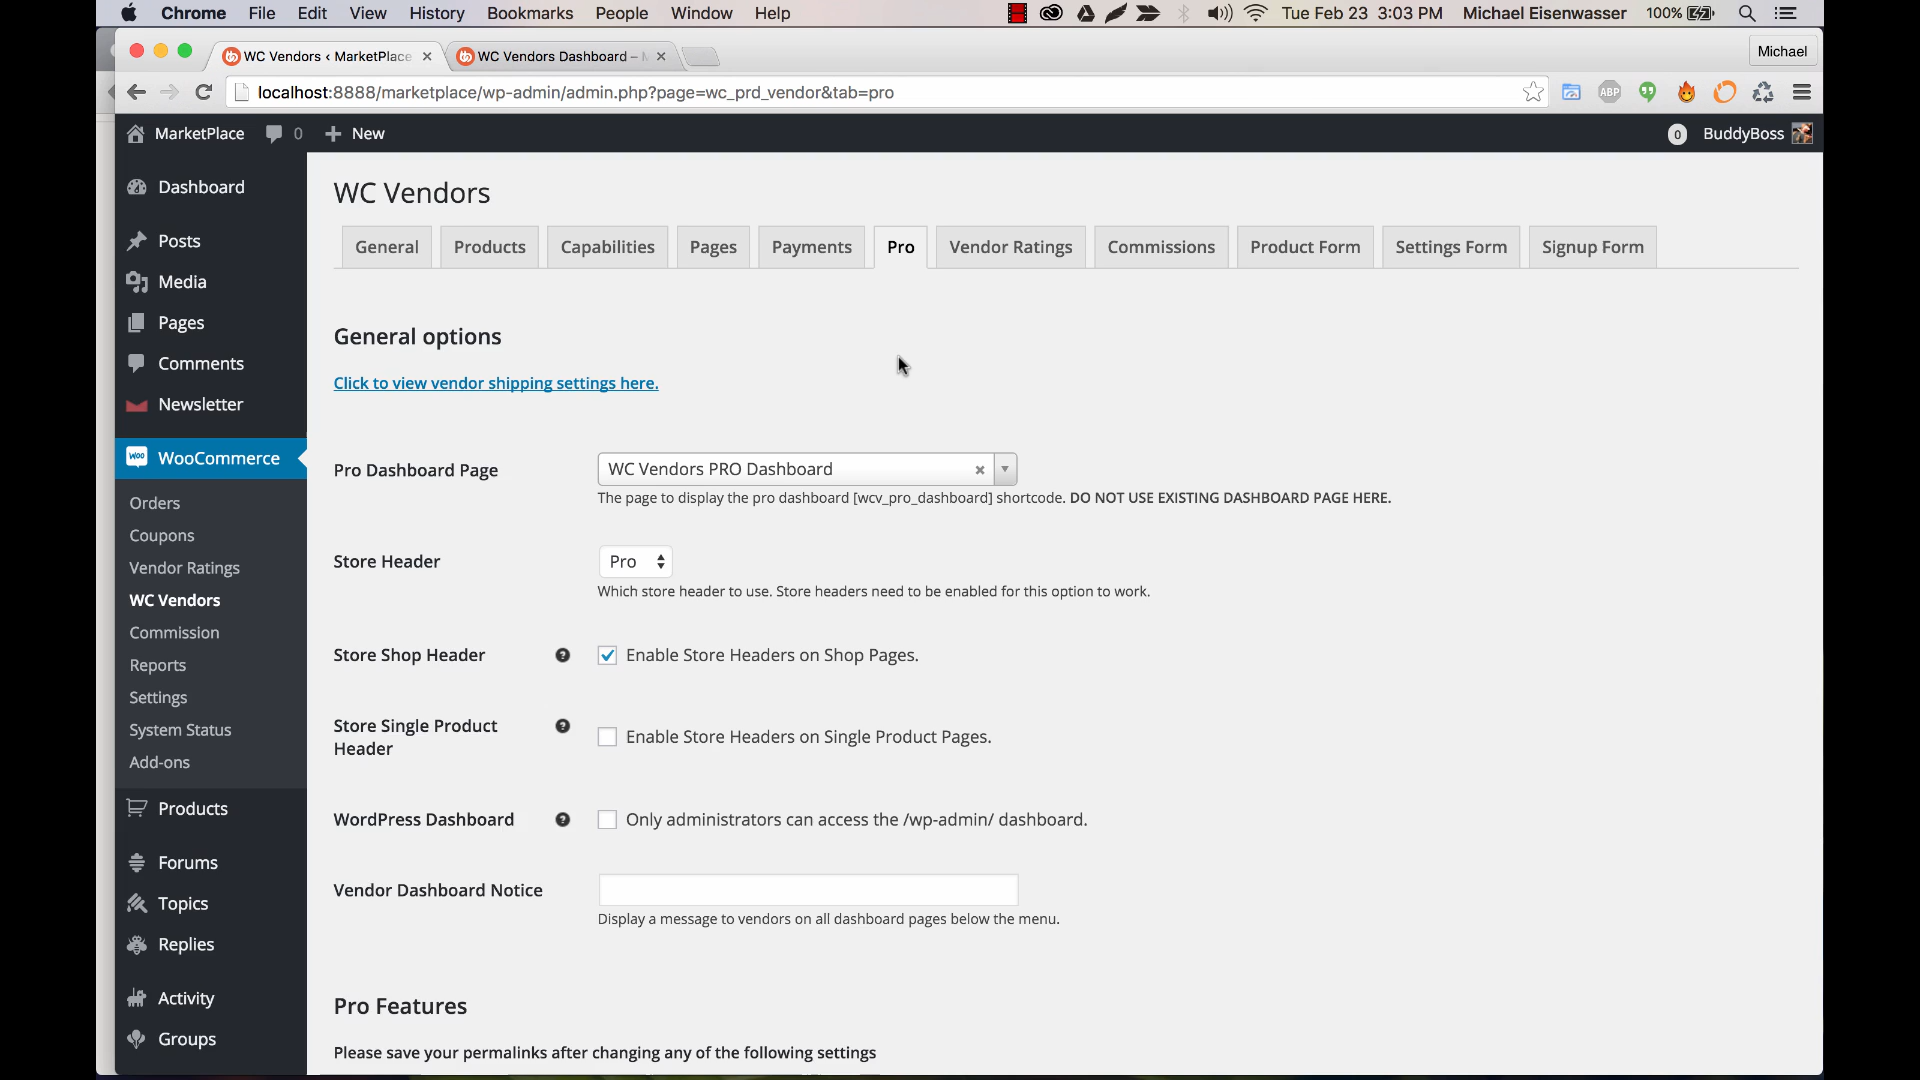 Chrome File Edit View History Bookmarks People Window Help Tue Feb 23 3:03 PM Michael Eisenwasser 100%
WC Vendors ‹ MarketPlace WC Vendors Dashboard – Michael
localhost:8888/marketplace/wp-admin/admin.php?page=wc_prd_vendor&tab=pro ABP
MarketPlace 0 New 0 BuddyBoss
Dashboard
Posts
Media
Pages
Comments
Newsletter
WOO WooCommerce
Orders
Coupons
Vendor Ratings
WC Vendors
Commission
Reports
Settings
System Status
Add-ons
Products
Forums
Topics
Replies
Activity
Groups
WC Vendors
General Products Capabilities Pages Payments Pro Vendor Ratings Commissions Product Form Settings Form Signup Form
General options
Click to view vendor shipping settings here.
Pro Dashboard Page WC Vendors PRO Dashboard ×
The page to display the pro dashboard [wcv_pro_dashboard] shortcode. DO NOT USE EXISTING DASHBOARD PAGE HERE.
Store Header Pro
Which store header to use. Store headers need to be enabled for this option to work.
Store Shop Header ? Enable Store Headers on Shop Pages.
Store Single Product Header ? Enable Store Headers on Single Product Pages.
WordPress Dashboard ? Only administrators can access the /wp-admin/ dashboard.
Vendor Dashboard Notice
Display a message to vendors on all dashboard pages below the menu.
Pro Features
Please save your permalinks after changing any of the following settings